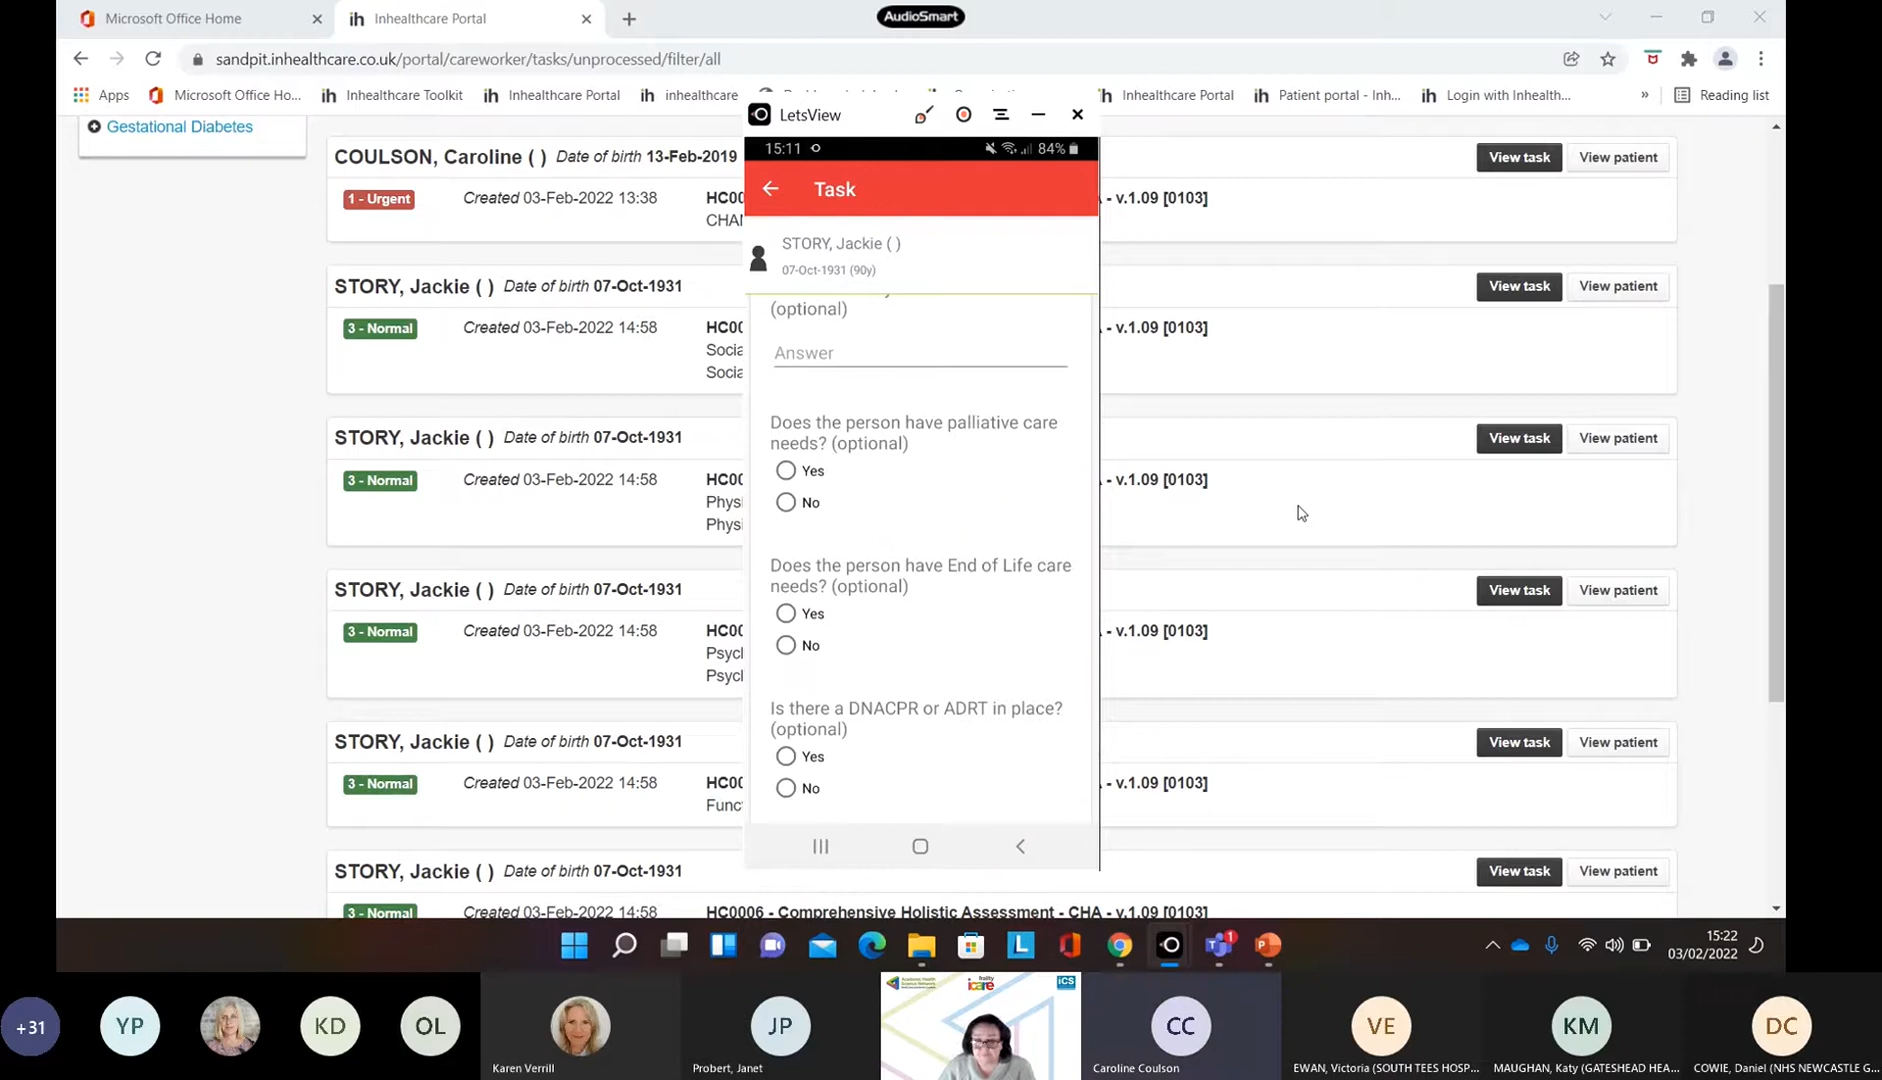 Microsoft Office Home
Inhealthcare Portal
AudioSmart
sandpit.inhealthcare.co.uk/portal/careworker/tasks/unprocessed/filter/all
Apps
Microsoft Office Ho...
Inhealthcare Toolkit
Inhealthcare Portal
inhealthcare
Inhealthcare Portal
Patient portal - Inh...
Login with Inhealth...
»
Reading list
Gestational Diabetes
COULSON, Caroline ( ) Date of birth 13-Feb-2019
View task
View patient
1 - Urgent
Created 03-Feb-2022 13:38
HC00
- v.1.09 [0103]
CHA
STORY, Jackie ( ) Date of birth 07-Oct-1931
View task
View patient
3 - Normal
Created 03-Feb-2022 14:58
HC00
- v.1.09 [0103]
Socia
Socia
STORY, Jackie ( ) Date of birth 07-Oct-1931
View task
View patient
3 - Normal
Created 03-Feb-2022 14:58
HC00
- v.1.09 [0103]
Physi
Physi
STORY, Jackie ( ) Date of birth 07-Oct-1931
View task
View patient
3 - Normal
Created 03-Feb-2022 14:58
HC00
- v.1.09 [0103]
Psycl
Psycl
STORY, Jackie ( ) Date of birth 07-Oct-1931
View task
View patient
3 - Normal
Created 03-Feb-2022 14:58
HC00
- v.1.09 [0103]
Func
STORY, Jackie ( ) Date of birth 07-Oct-1931
View task
View patient
3 - Normal
Created 03-Feb-2022 14:58
HC0006 - Comprehensive Holistic Assessment - CHA - v.1.09 [0103]
LetsView
15:11
84%
Task
STORY, Jackie ( )
07-Oct-1931 (90y)
(optional)
Answer
Does the person have palliative care
needs? (optional)
Yes
No
Does the person have End of Life care
needs? (optional)
Yes
No
Is there a DNACPR or ADRT in place?
(optional)
Yes
No
15:22
03/02/2022
+31
YP
KD
OL
Karen Verrill
JP
Probert, Janet
frailty
icare
ICS
CC
Caroline Coulson
VE
EWAN, Victoria (SOUTH TEES HOSP...
KM
MAUGHAN, Katy (GATESHEAD HEA...
DC
COWIE, Daniel (NHS NEWCASTLE G...